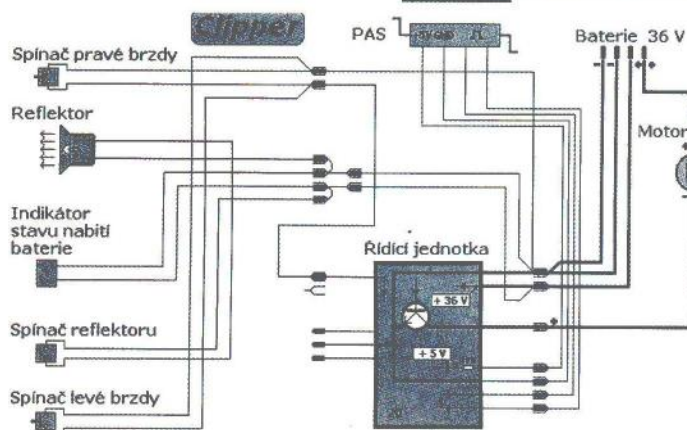 Clipper
PAS
Baterie 36 V
Spínač pravé brzdy
Reflektor
Motor
Indikátor
stavu nabití
baterie
Řídící jednotka
+ 36 V
Spínač reflektoru
+ 5 V
Spínač levé brzdy